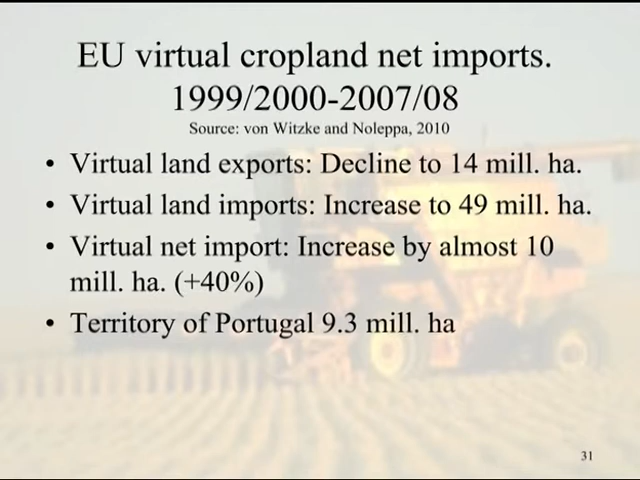 EU virtual cropland net imports.
1999/2000-2007/08
Source: von Witzke and Noleppa, 2010
• Virtual land exports: Decline to 14 mill. ha.
• Virtual land imports: Increase to 49 mill. ha.
• Virtual net import: Increase by almost 10
mill. ha. (+40%)
• Territory of Portugal 9.3 mill. ha
31